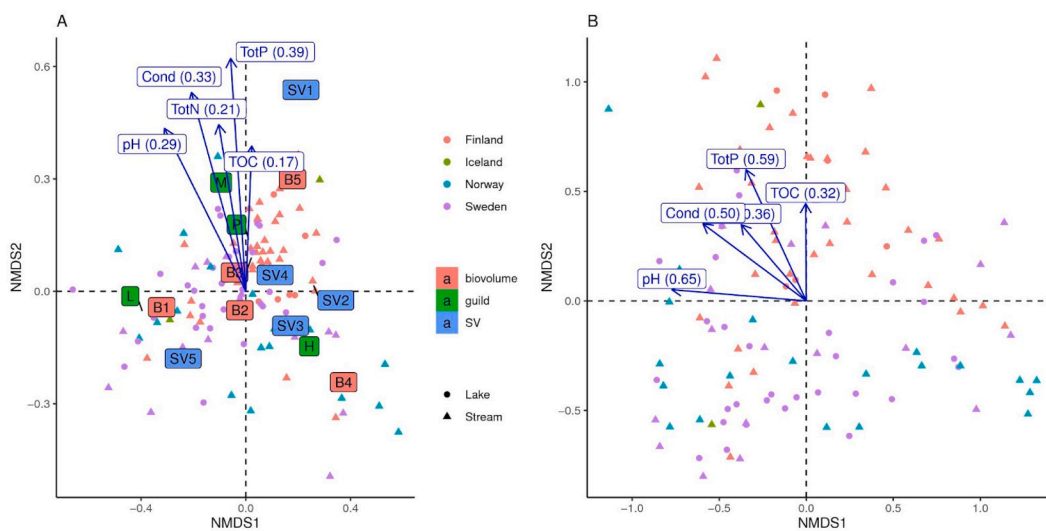 A
TotP (0.39)
Cond (0.33)
TotN (0.21)
pH (0.29)
TOC (0.17)
SV1
M
B5
P
B3
SV4
L
B1
B2
SV2
SV3
SV5
H
B4
0.6
0.3
0.0
−0.3
NMDS2
−0.4
0.0
0.4
NMDS1
Finland
Iceland
Norway
Sweden
a biovolume
a guild
a SV
Lake
Stream
B
TotP (0.59)
TOC (0.32)
Cond (0.50)
0.36)
pH (0.65)
1.0
0.5
0.0
−0.5
NMDS2
−1.0
−0.5
0.0
0.5
1.0
NMDS1